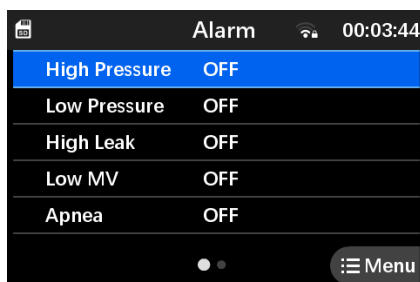 SD Alarm 00:03:44
High Pressure OFF
Low Pressure OFF
High Leak OFF
Low MV OFF
Apnea OFF
Menu